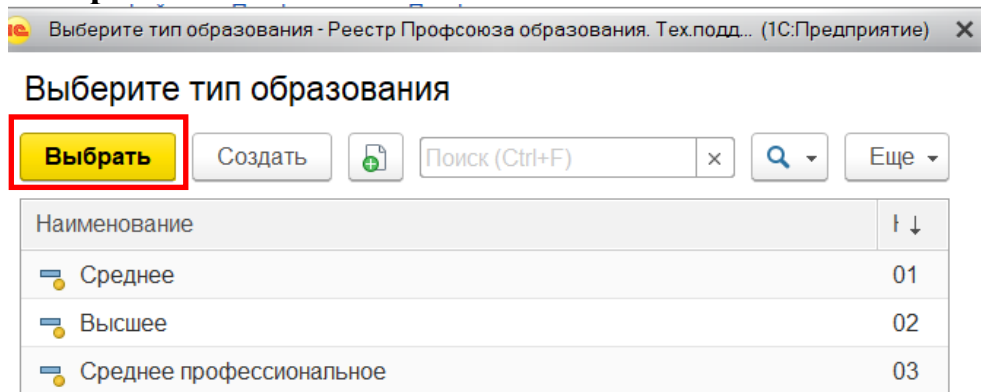 Выберите тип образования - Реестр Профсоюза образования. Тех.подд... (1С:Предприятие)
Выберите тип образования
Выбрать Создать Поиск (Ctrl+F) Еще
Наименование
Среднее 01
Высшее 02
Среднее профессиональное 03